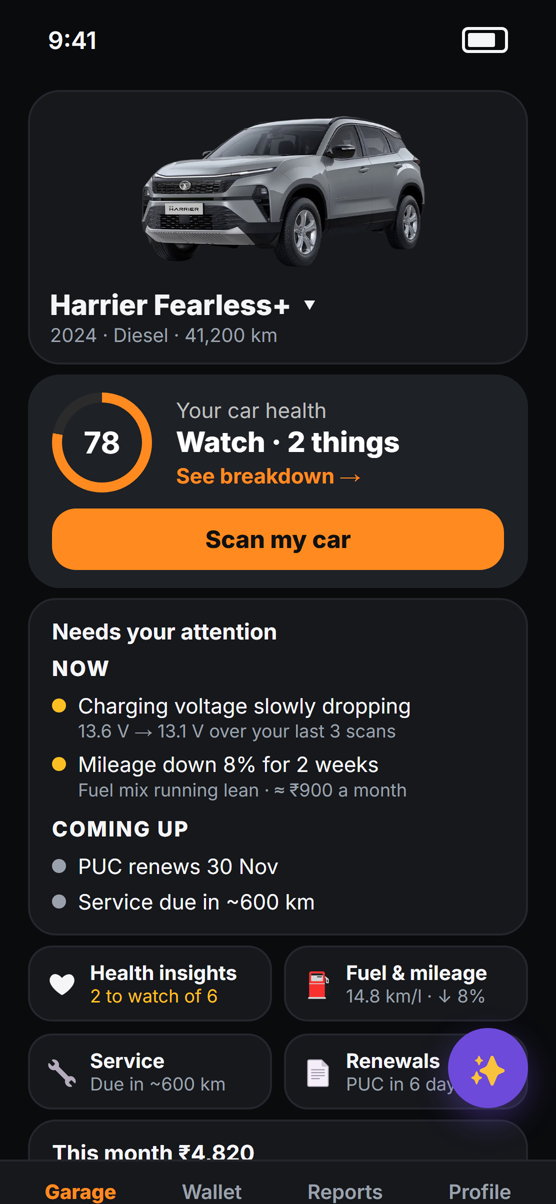 9:41
HARRIER
Harrier Fearless+ ▼
2024 · Diesel · 41,200 km
78
Your car health
Watch · 2 things
See breakdown →
Scan my car
Needs your attention
NOW
Charging voltage slowly dropping
13.6 V → 13.1 V over your last 3 scans
Mileage down 8% for 2 weeks
Fuel mix running lean · ≈ ₹900 a month
COMING UP
PUC renews 30 Nov
Service due in ~600 km
Health insights
2 to watch of 6
Fuel & mileage
14.8 km/l · ↓ 8%
Service
Due in ~600 km
Renewals
PUC in 6 day
This month ₹4,820
Garage
Wallet
Reports
Profile